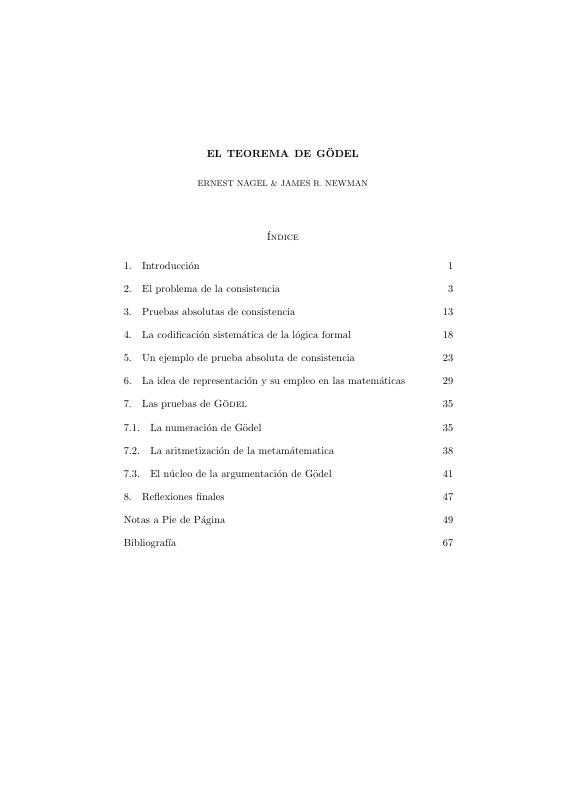 EL TEOREMA DE GÖDEL
ERNEST NAGEL & JAMES R. NEWMAN
ÍNDICE
1. Introducción 1
2. El problema de la consistencia 3
3. Pruebas absolutas de consistencia 13
4. La codificación sistemática de la lógica formal 18
5. Un ejemplo de prueba absoluta de consistencia 23
6. La idea de representación y su empleo en las matemáticas 29
7. Las pruebas de GÖDEL 35
7.1. La numeración de Gödel 35
7.2. La aritmetización de la metamátematica 38
7.3. El núcleo de la argumentación de Gödel 41
8. Reflexiones finales 47
Notas a Pie de Página 49
Bibliografía 67